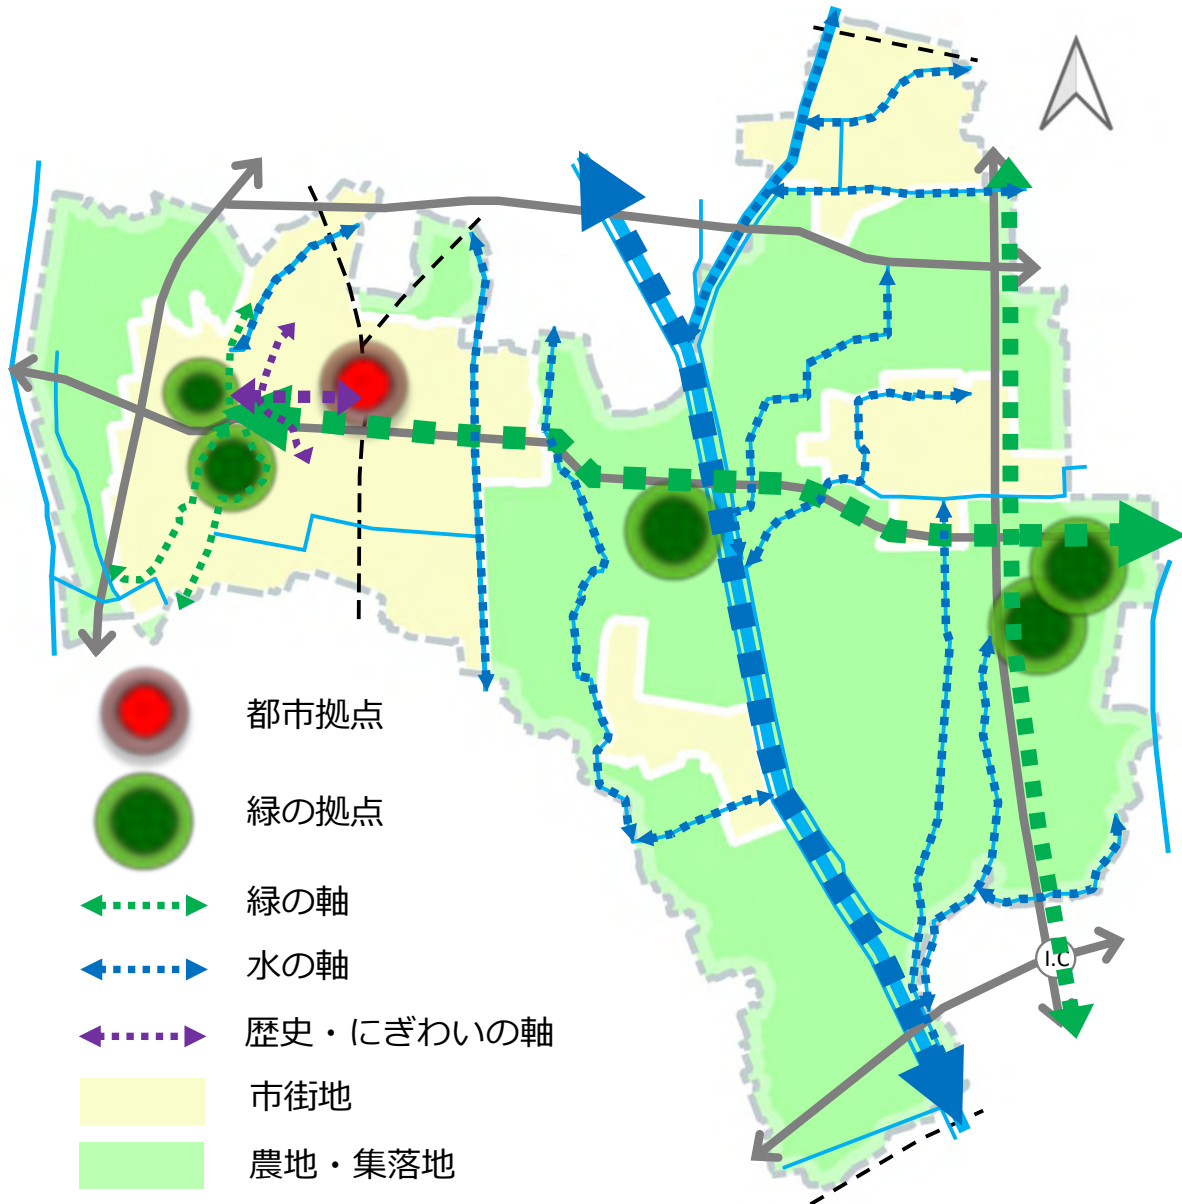 I.C
都市拠点
緑の拠点
緑の軸
水の軸
歴史・にぎわいの軸
市街地
農地・集落地